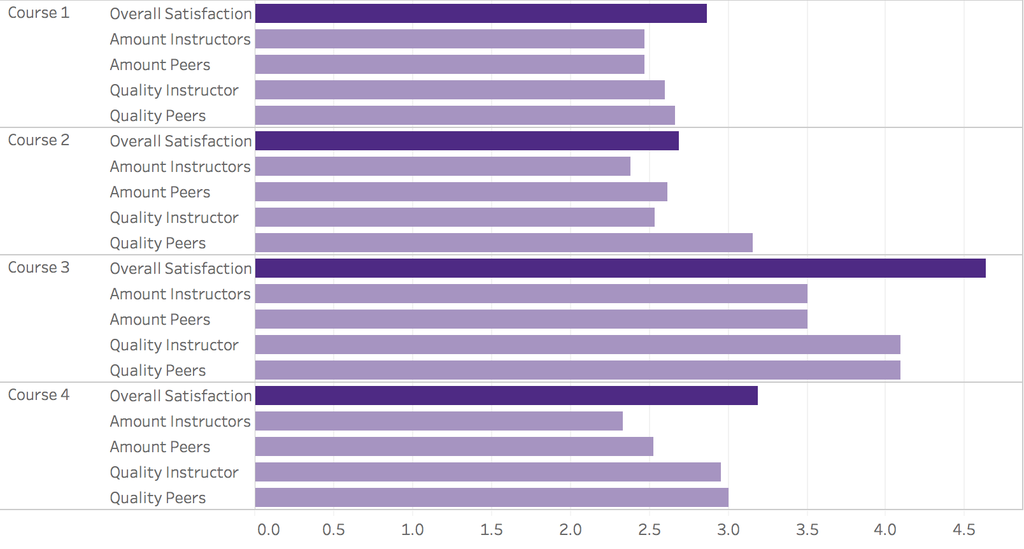 Course 1
Overall Satisfaction
Amount Instructors
Amount Peers
Quality Instructor
Quality Peers
Course 2
Overall Satisfaction
Amount Instructors
Amount Peers
Quality Instructor
Quality Peers
Course 3
Overall Satisfaction
Amount Instructors
Amount Peers
Quality Instructor
Quality Peers
Course 4
Overall Satisfaction
Amount Instructors
Amount Peers
Quality Instructor
Quality Peers
0.0 0.5 1.0 1.5 2.0 2.5 3.0 3.5 4.0 4.5